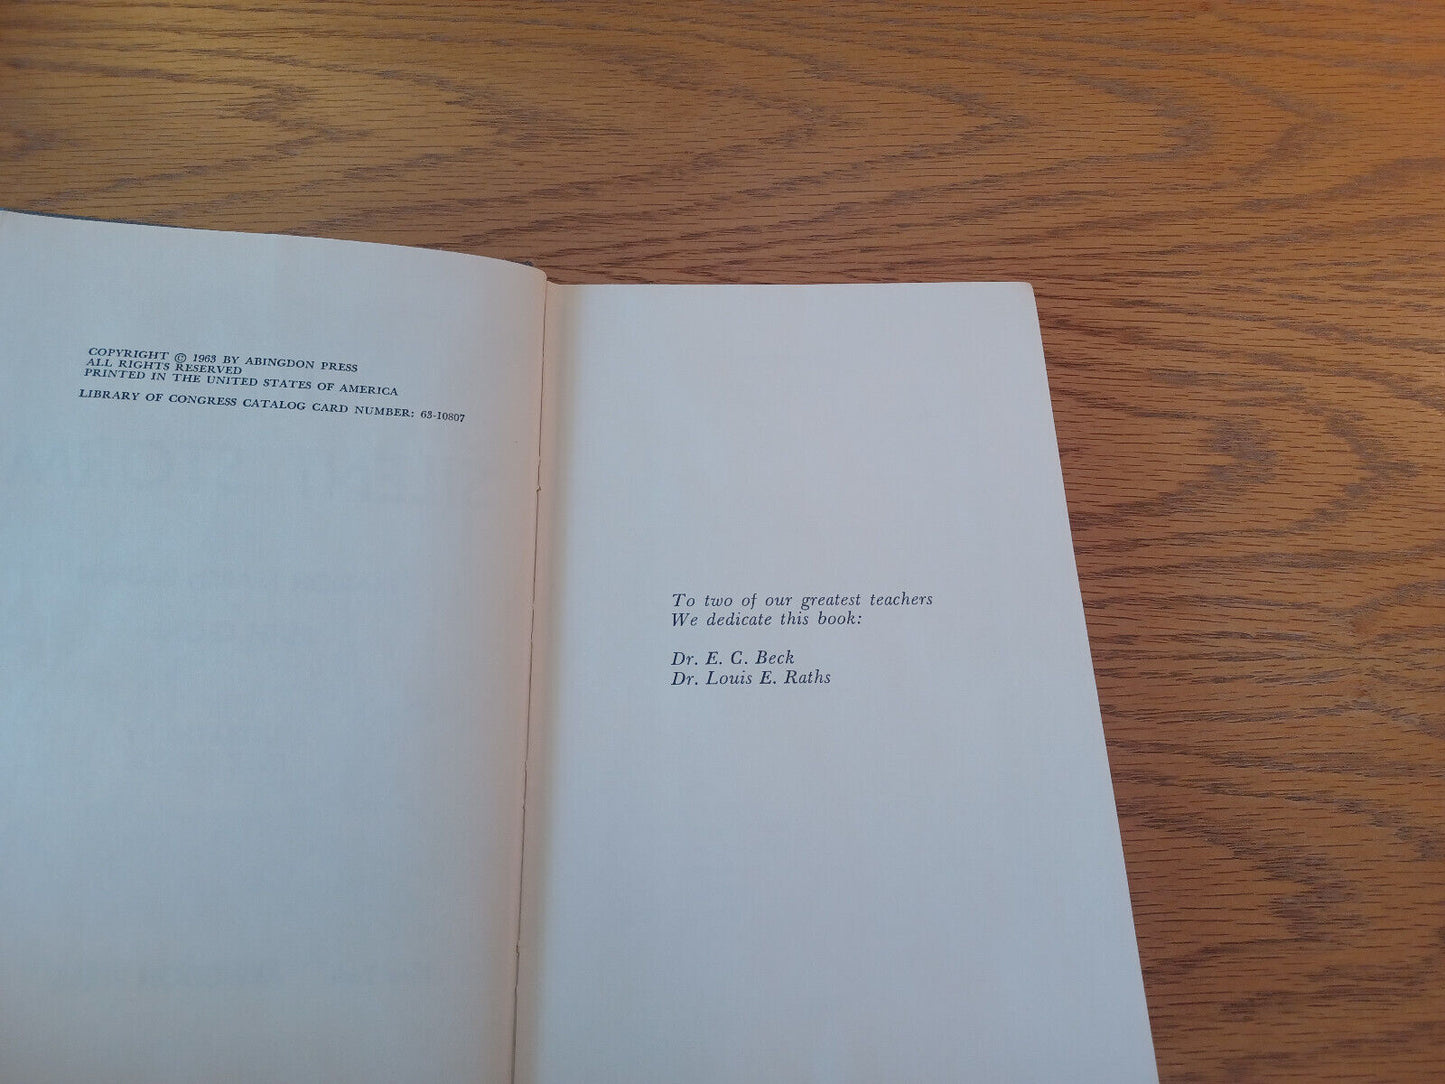 COPYRIGHT © 1963 BY ABINGDON PRESS
ALL RIGHTS RESERVED
PRINTED IN THE UNITED STATES OF AMERICA
LIBRARY OF CONGRESS CATALOG CARD NUMBER: 63-10807
To two of our greatest teachers
We dedicate this book:
Dr. E. C. Beck
Dr. Louis E. Raths